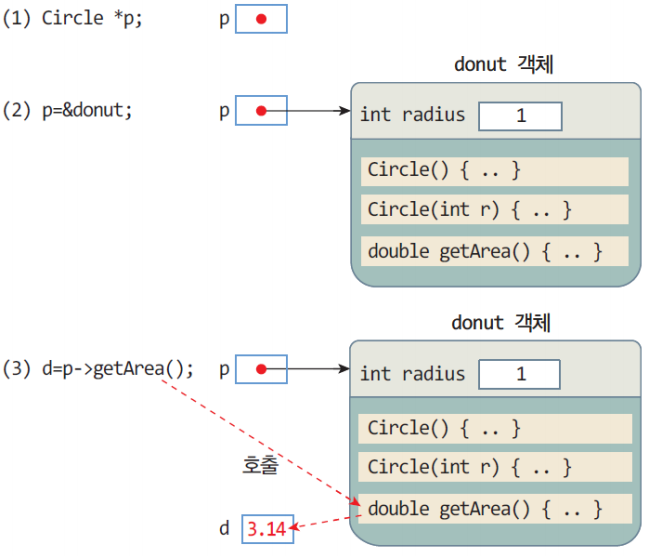 (1) Circle *p; p
donut 객체
(2) p=&donut; p
int radius 1
Circle() { .. }
Circle(int r) { .. }
double getArea() { .. }
donut 객체
(3) d=p->getArea(); p
int radius 1
Circle() { .. }
호출
Circle(int r) { .. }
double getArea() { .. }
d 3.14